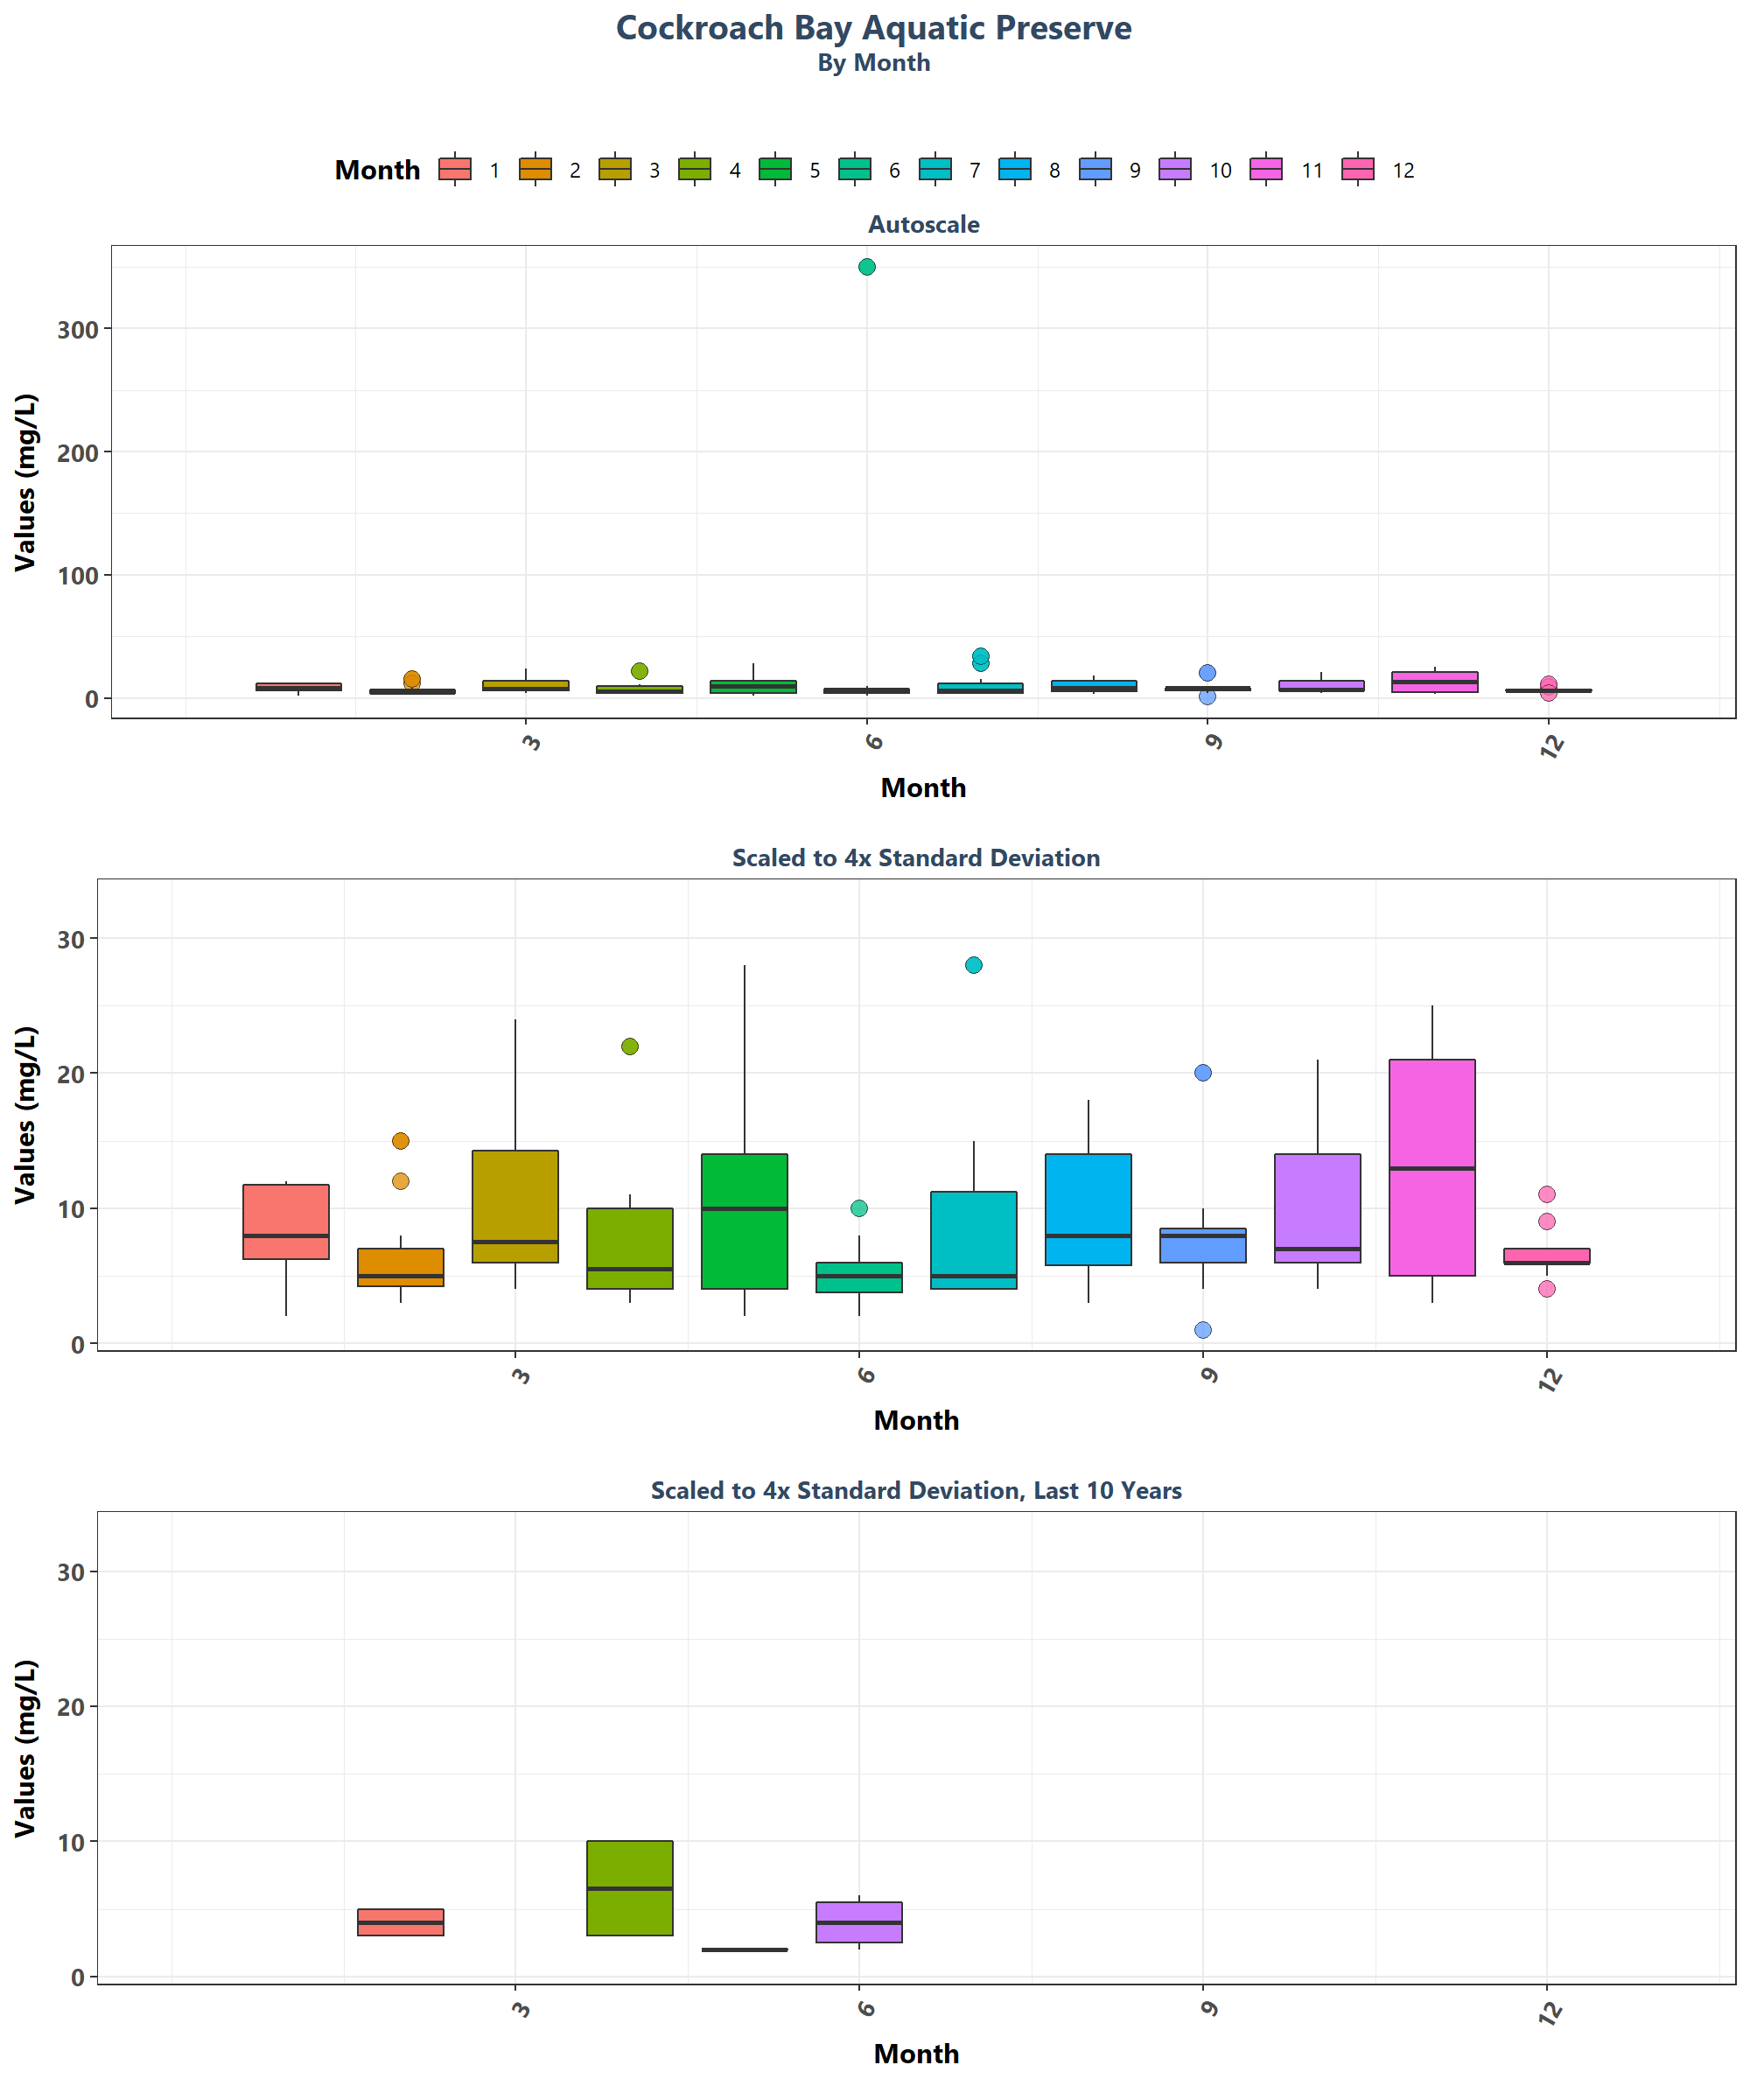 Cockroach Bay Aquatic Preserve
By Month
Month 1 2 3 4 5 6 7 8 9 10 11 12
Autoscale
Values (mg/L)
300
200
100
0
3 6 9 12
Month
Scaled to 4x Standard Deviation
Values (mg/L)
30
20
10
0
3 6 9 12
Month
Scaled to 4x Standard Deviation, Last 10 Years
Values (mg/L)
30
20
10
0
3 6 9 12
Month